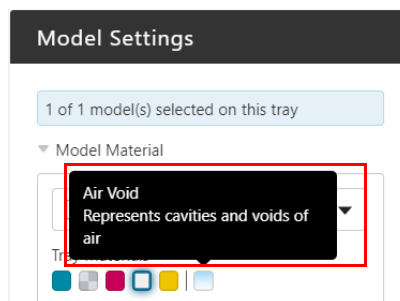 Model Settings
1 of 1 model(s) selected on this tray
Model Material
Air Void
Represents cavities and voids of
air